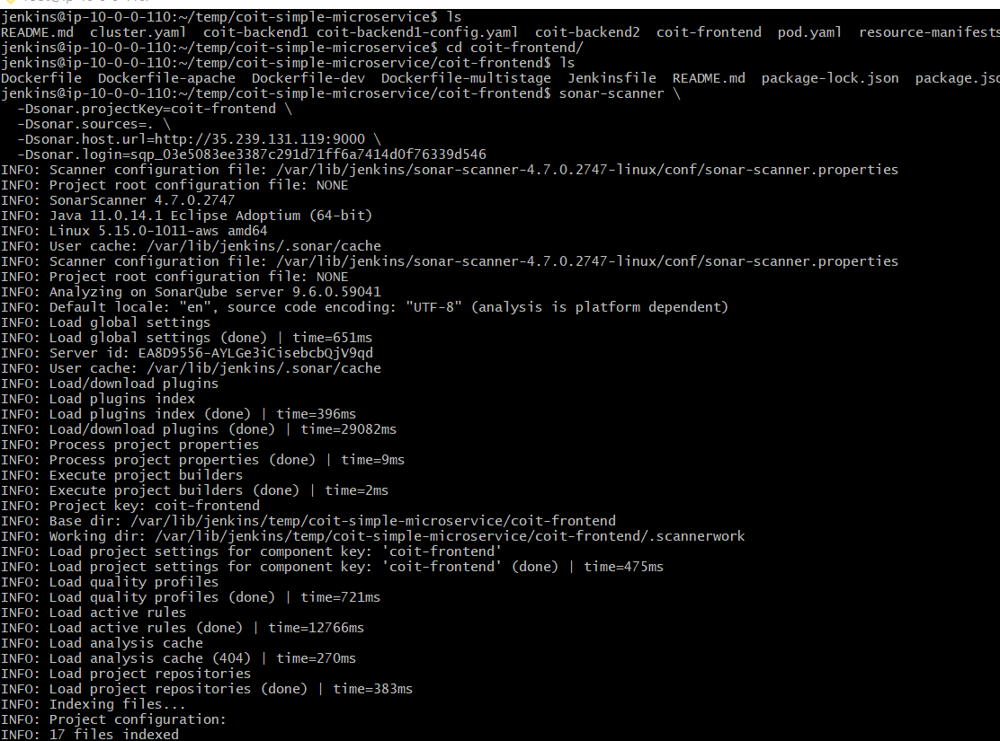 jenkins@ip-10-0-0-110:~/temp/coit-simple-microservice$ ls
README.md cluster.yaml coit-backend1 coit-backend1-config.yaml coit-backend2 coit-frontend pod.yaml resource-manifests
jenkins@ip-10-0-0-110:~/temp/coit-simple-microservice$ cd coit-frontend/
jenkins@ip-10-0-0-110:~/temp/coit-simple-microservice/coit-frontend$ ls
Dockerfile Dockerfile-apache Dockerfile-dev Dockerfile-multistage Jenkinsfile README.md package-lock.json package.jso
jenkins@ip-10-0-0-110:~/temp/coit-simple-microservice/coit-frontend$ sonar-scanner \
-Dsonar.projectKey=coit-frontend \
-Dsonar.sources=. \
-Dsonar.host.url=http://35.239.131.119:9000 \
-Dsonar.login=sqp_03e5083ee3387c291d71ff6a7414d0f76339d546
INFO: Scanner configuration file: /var/lib/jenkins/sonar-scanner-4.7.0.2747-linux/conf/sonar-scanner.properties
INFO: Project root configuration file: NONE
INFO: SonarScanner 4.7.0.2747
INFO: Java 11.0.14.1 Eclipse Adoptium (64-bit)
INFO: Linux 5.15.0-1011-aws amd64
INFO: User cache: /var/lib/jenkins/.sonar/cache
INFO: Scanner configuration file: /var/lib/jenkins/sonar-scanner-4.7.0.2747-linux/conf/sonar-scanner.properties
INFO: Project root configuration file: NONE
INFO: Analyzing on SonarQube server 9.6.0.59041
INFO: Default locale: "en", source code encoding: "UTF-8" (analysis is platform dependent)
INFO: Load global settings
INFO: Load global settings (done) | time=651ms
INFO: Server id: EA8D9556-AYLGe3iCisebcbQjV9qd
INFO: User cache: /var/lib/jenkins/.sonar/cache
INFO: Load/download plugins
INFO: Load plugins index
INFO: Load plugins index (done) | time=396ms
INFO: Load/download plugins (done) | time=29082ms
INFO: Process project properties
INFO: Process project properties (done) | time=9ms
INFO: Execute project builders
INFO: Execute project builders (done) | time=2ms
INFO: Project key: coit-frontend
INFO: Base dir: /var/lib/jenkins/temp/coit-simple-microservice/coit-frontend
INFO: Working dir: /var/lib/jenkins/temp/coit-simple-microservice/coit-frontend/.scannerwork
INFO: Load project settings for component key: 'coit-frontend'
INFO: Load project settings for component key: 'coit-frontend' (done) | time=475ms
INFO: Load quality profiles
INFO: Load quality profiles (done) | time=721ms
INFO: Load active rules
INFO: Load active rules (done) | time=12766ms
INFO: Load analysis cache
INFO: Load analysis cache (404) | time=270ms
INFO: Load project repositories
INFO: Load project repositories (done) | time=383ms
INFO: Indexing files...
INFO: Project configuration:
INFO: 17 files indexed